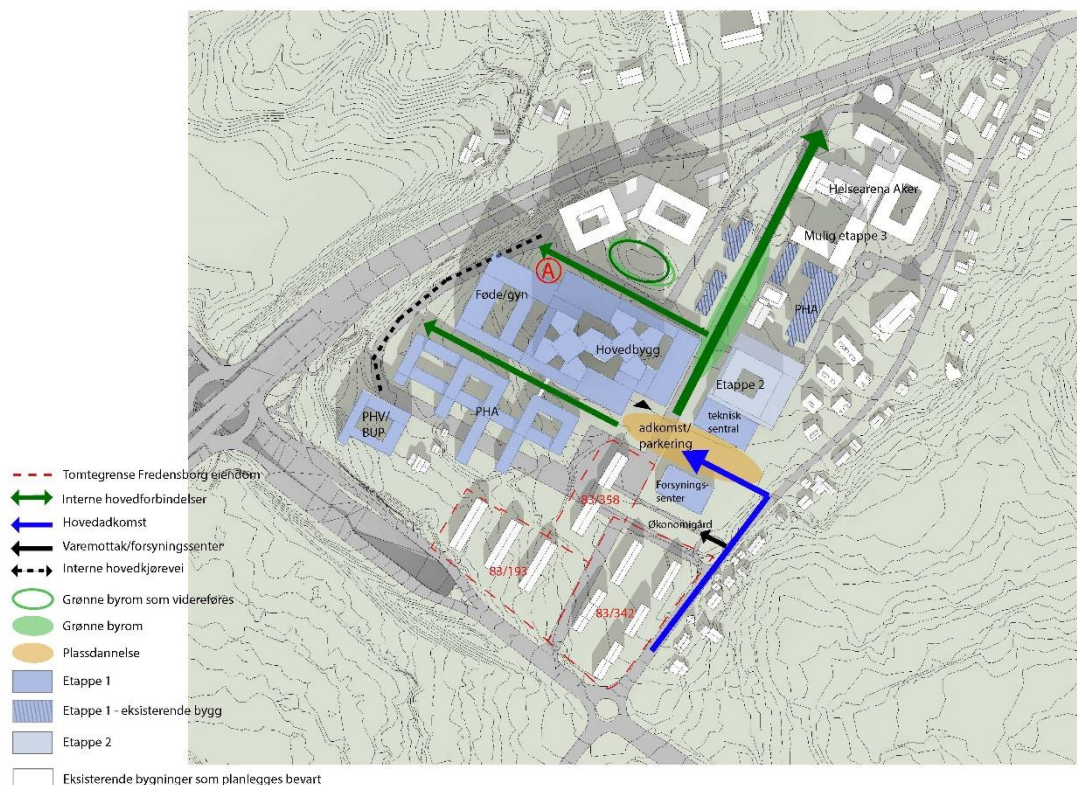 Helsearena Aker
Mulig etappe 3
A
Føde/gyn
PHA
Hovedbygg
Etappe 2
PHV/
BUP
PHA
teknisk
sentral
adkomst/
parkering
Forsynings-
senter
83/358
Økonomigård
83/193
83/342
Tomtegrense Fredensborg eiendom
Interne hovedforbindelser
Hovedadkomst
Varemottak/forsyningssenter
Interne hovedkjørevei
Grønne byrom som videreføres
Grønne byrom
Plassdannelse
Etappe 1
Etappe 1 - eksisterende bygg
Etappe 2
Eksisterende bygninger som planlegges bevart